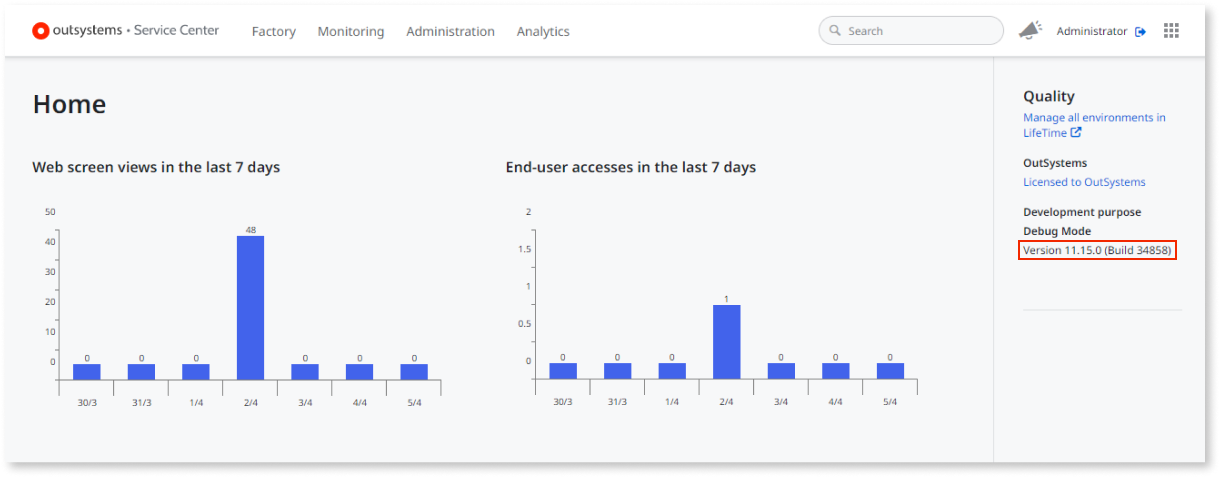 outsystems • Service Center Factory Monitoring Administration Analytics Search Administrator
Home
Web screen views in the last 7 days
50
40
30
20
10
0
0 0 0 48 0 0 0
30/3 31/3 1/4 2/4 3/4 4/4 5/4
End-user accesses in the last 7 days
2
1.5
1
0.5
0
0 0 0 1 0 0 0
30/3 31/3 1/4 2/4 3/4 4/4 5/4
Quality
Manage all environments in
LifeTime
OutSystems
Licensed to OutSystems
Development purpose
Debug Mode
Version 11.15.0 (Build 34858)